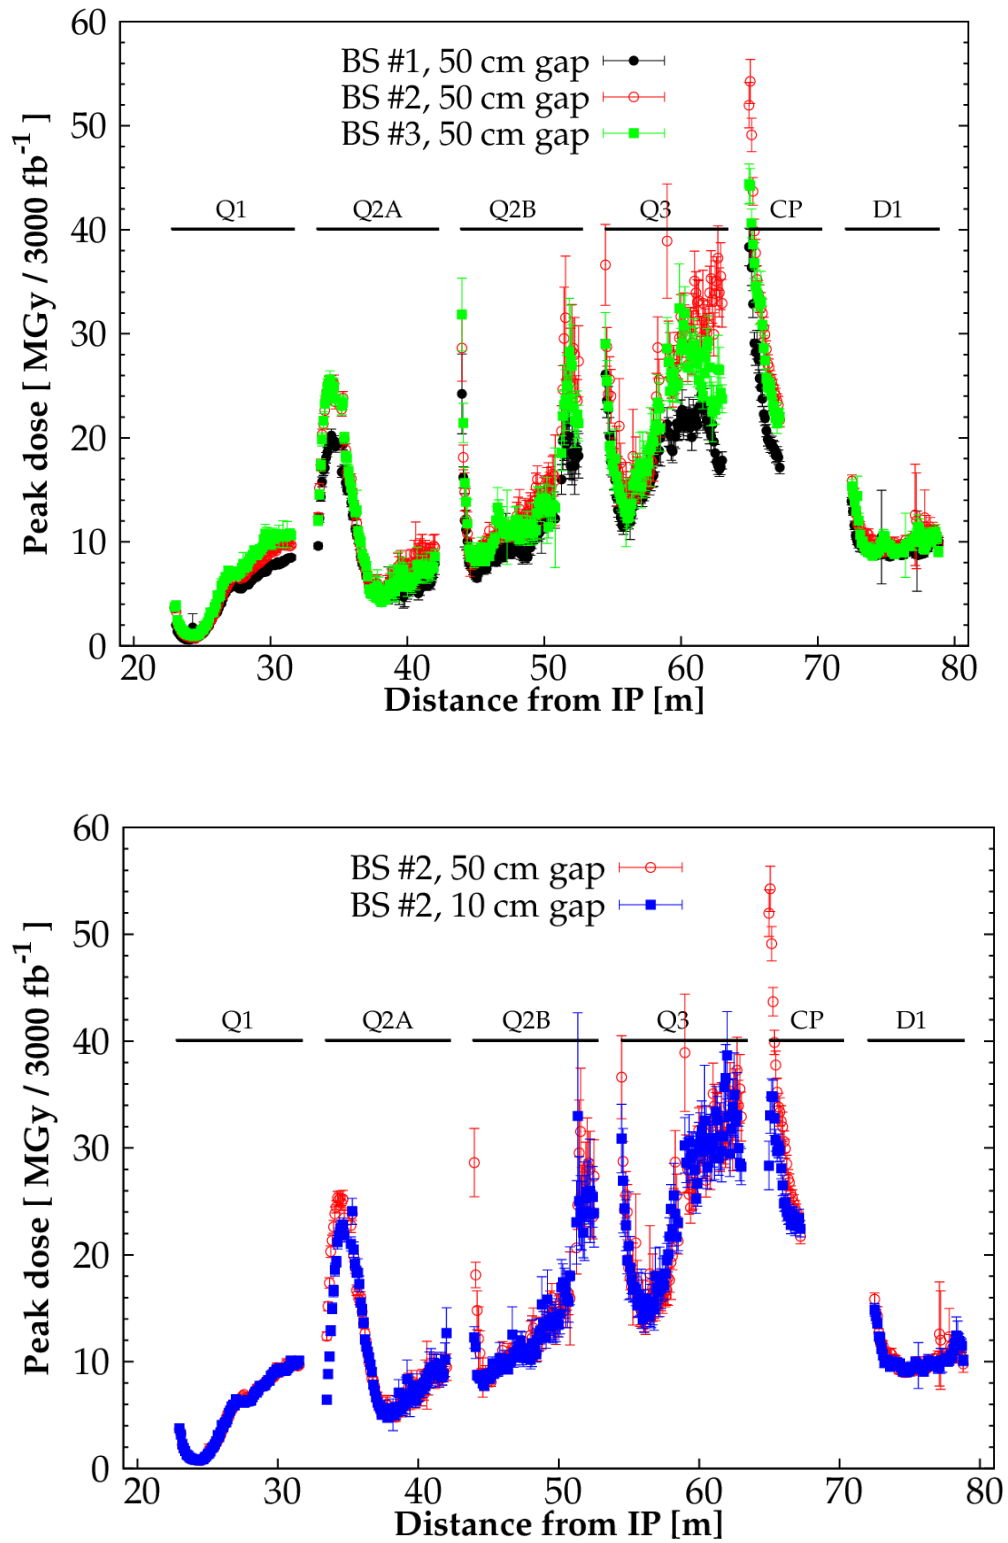 60
50
40
30
20
10
0
Peak dose [ MGy / 3000 fb-1 ]
BS #1, 50 cm gap
BS #2, 50 cm gap
BS #3, 50 cm gap
Q1 Q2A Q2B Q3 CP D1
20 30 40 50 60 70 80
Distance from IP [m]
60
50
40
30
20
10
0
Peak dose [ MGy / 3000 fb-1 ]
BS #2, 50 cm gap
BS #2, 10 cm gap
Q1 Q2A Q2B Q3 CP D1
20 30 40 50 60 70 80
Distance from IP [m]